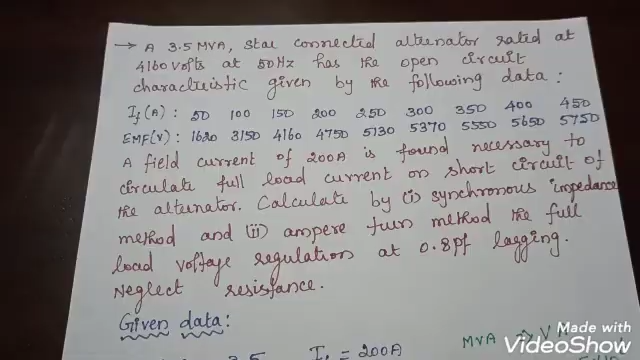 → A 3.5 MVA, star connected alternator rated at
4160 volts at 50Hz has the open circuit
characteristic given by the following data:
If(A): 50 100 150 200 250 300 350 400 450
EMF(V): 1620 3150 4160 4750 5130 5370 5550 5650 5750
A field current of 200A is found necessary to
circulate full load current on short circuit of
the alternator. Calculate by (i) synchronous impedance
method and (ii) ampere turn method the full
load voltage regulation at 0.8pf lagging.
Neglect resistance.
Given data:
MVA
3.5 = 200A
Made with
VideoShow